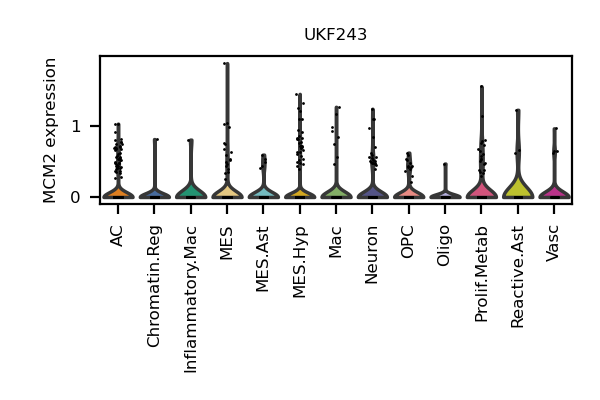 UKF243
MCM2 expression
1
0
AC
Chromatin.Reg
Inflammatory.Mac
MES
MES.Ast
MES.Hyp
Mac
Neuron
OPC
Oligo
Prolif.Metab
Reactive.Ast
Vasc